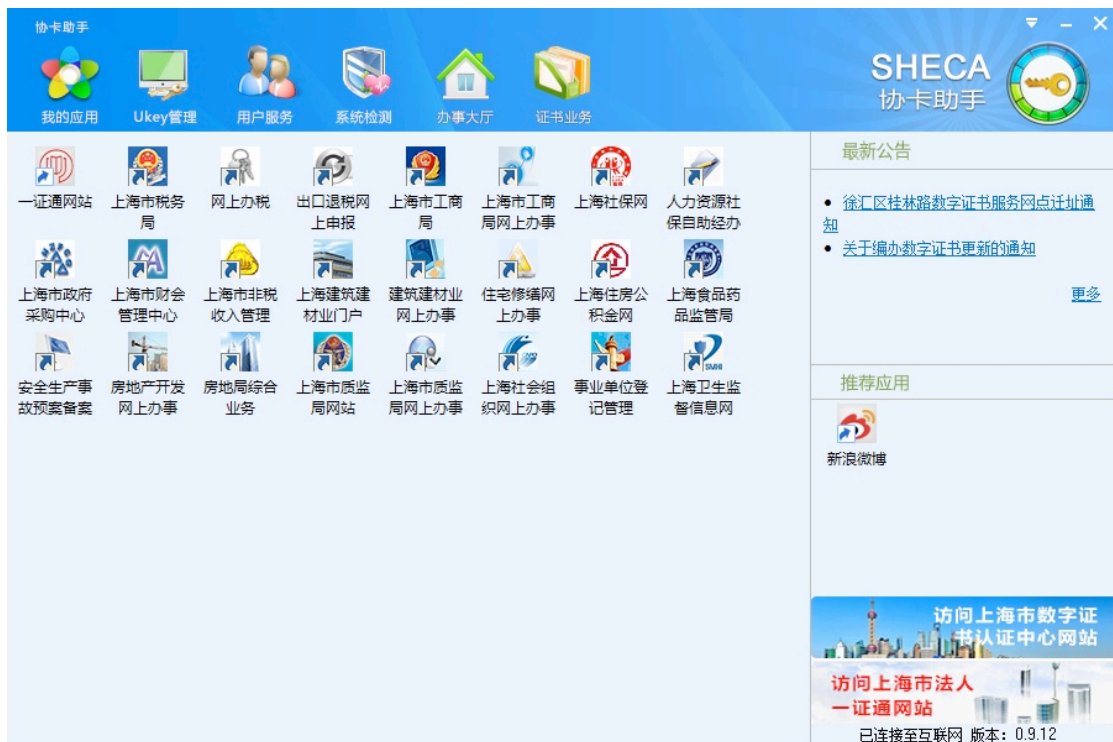 协卡助手
我的应用 Ukey管理 用户服务 系统检测 办事大厅 证书业务
SHECA
协卡助手
一证通网站 上海市税务 网上办税 出口退税网 上海市工商 上海市工商 上海社保网 人力资源社
局 上申报 局 局网上办事 保自助经办
上海市政府 上海市财会 上海市非税 上海建筑建 建筑建材业 住宅修缮网 上海住房公 上海食品药
采购中心 管理中心 收入管理 材业门户 网上办事 上办事 积金网 品监管局
安全生产事 房地产开发 房地局综合 上海市质监 上海市质监 上海社会组 事业单位登 上海卫生监
故预案备案 网上办事 业务 局网站 局网上办事 织网上办事 记管理 督信息网
最新公告
徐汇区桂林路数字证书服务网点迁址通
知
关于编办数字证书更新的通知
更多
推荐应用
新浪微博
访问上海市数字证
书认证中心网站
访问上海市法人
一证通网站
已连接至互联网 版本：0.9.12